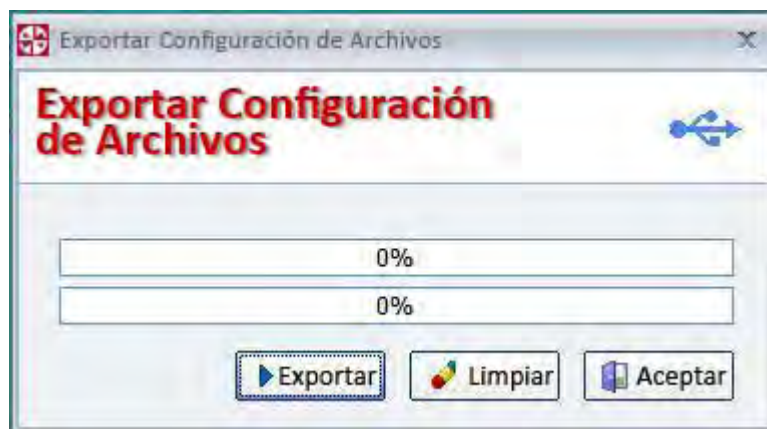 Exportar Configuración de Archivos
Exportar Configuración
de Archivos
0%
0%
Exportar Limpiar Aceptar